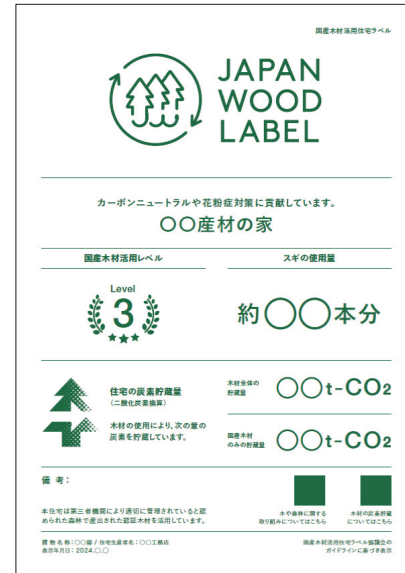 国産木材活用住宅ラベル
JAPAN
WOOD
LABEL
カーボンニュートラルや花粉症対策に貢献しています。
〇〇産材の家
国産木材活用レベル
スギの使用量
Level
3
約〇〇本分
住宅の炭素貯蔵量
(二酸化炭素換算)
木材の使用により、次の量の
炭素を貯蔵しています。
木材全体の
貯蔵量
〇〇t-CO2
国産木材
のみの貯蔵量
〇〇t-CO2
備 考:
本住宅は第三者機関により適切に管理されていると認
められた森林で産出された認証木材を活用しています。
木や森林に関する
取り組みについてはこちら
木材の炭素貯蔵
についてはこちら
建物名称:〇〇邸 / 住宅生産者名:〇〇工務店
表示年月日:2024.〇.〇
国産木材活用住宅ラベル協議会の
ガイドラインに基づき表示